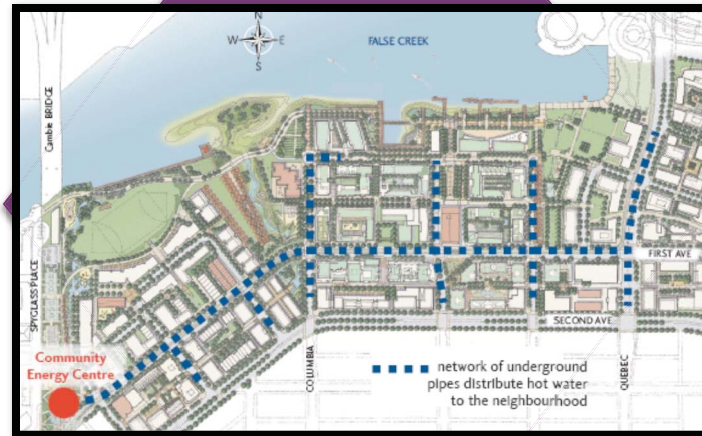 N
W
E
S
FALSE CREEK
Cambie BRIDGE
SPYGLASS PLACE
FIRST AVE
SECOND AVE
COLUMBIA
QUEBEC
Community
Energy Centre
network of underground
pipes distribute hot water
to the neighbourhood